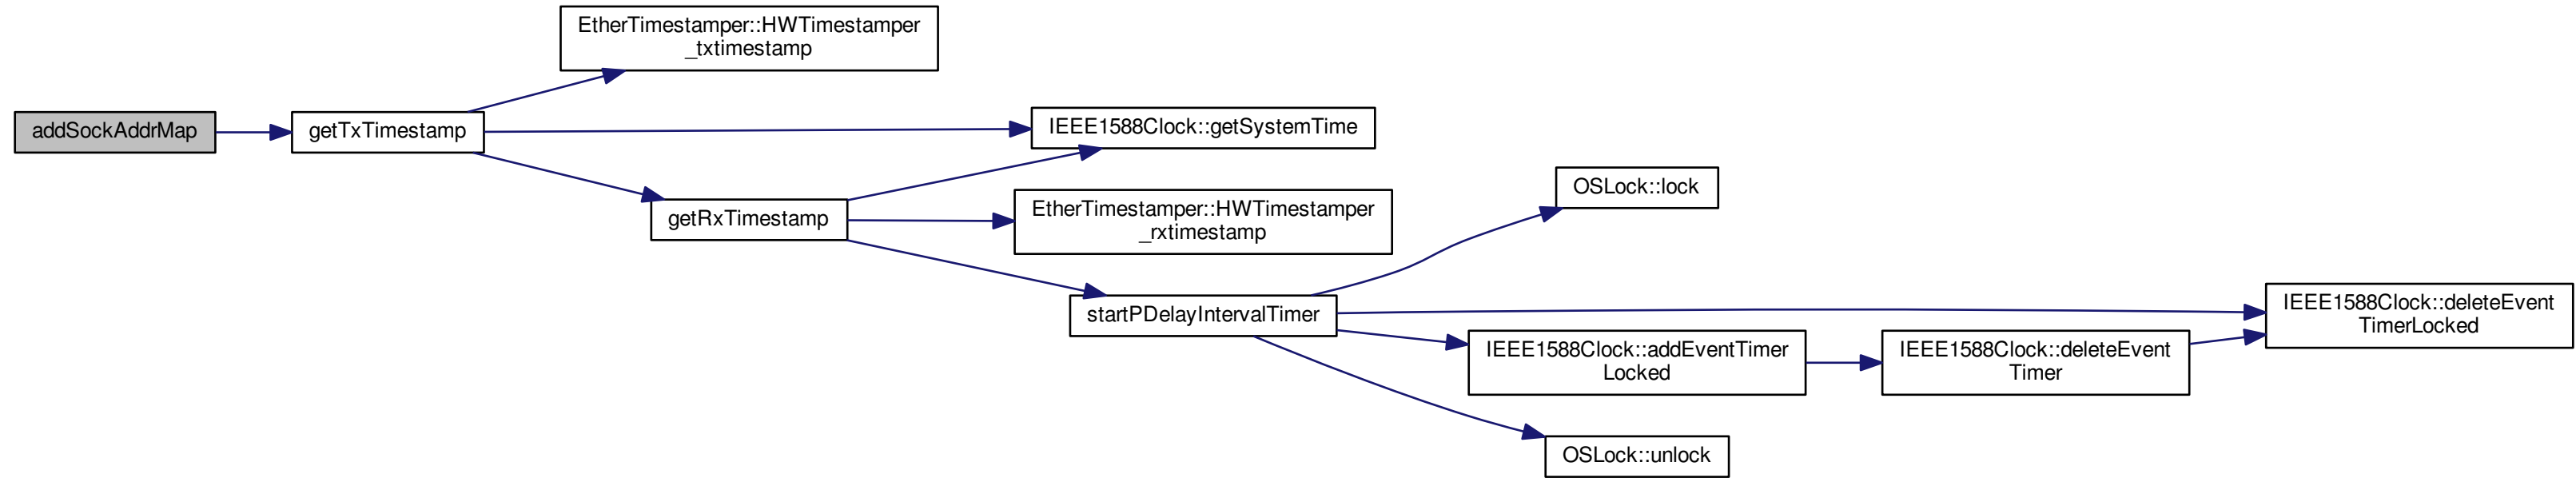 EtherTimestamper::HWTimestamper
_txtimestamp
addSockAddrMap
getTxTimestamp
IEEE1588Clock::getSystemTime
getRxTimestamp
EtherTimestamper::HWTimestamper
_rxtimestamp
OSLock::lock
startPDelayIntervalTimer
IEEE1588Clock::deleteEvent
TimerLocked
IEEE1588Clock::addEventTimer
Locked
IEEE1588Clock::deleteEvent
Timer
OSLock::unlock